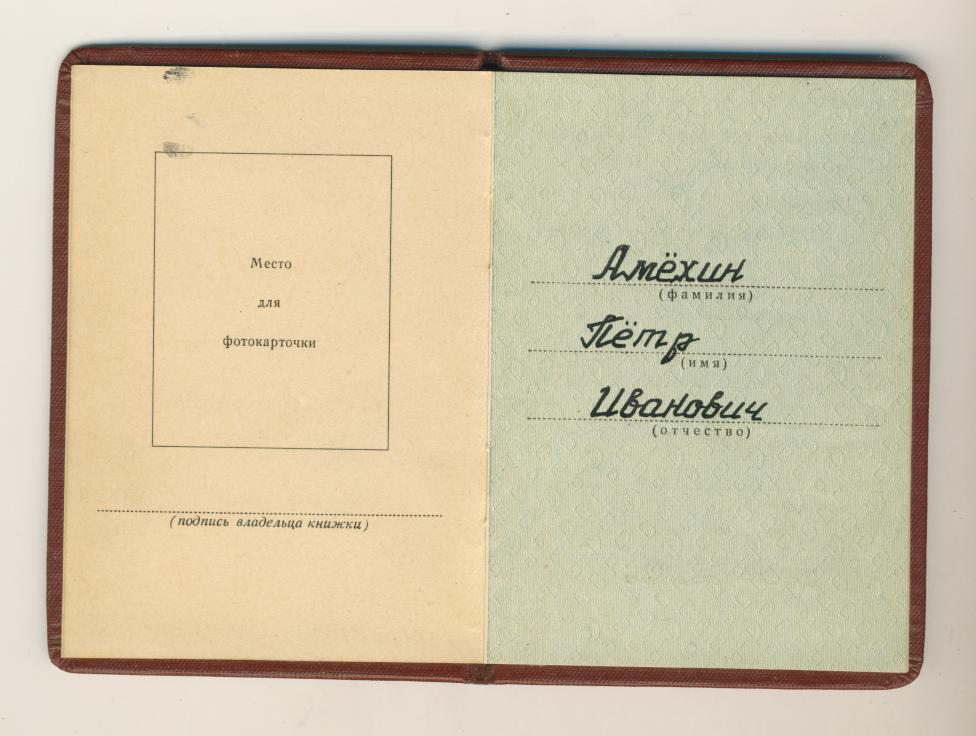 Место
для
фотокарточки
(подпись владельца книжки)
Амёхин
(фамилия)
Пётр
(имя)
Иванович
(отчество)